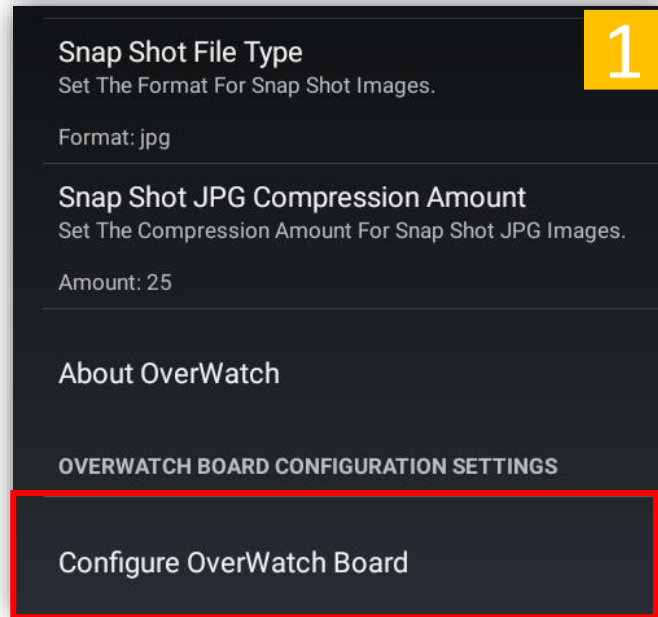 1
Snap Shot File Type
Set The Format For Snap Shot Images.
Format: jpg
Snap Shot JPG Compression Amount
Set The Compression Amount For Snap Shot JPG Images.
Amount: 25
About OverWatch
OVERWATCH BOARD CONFIGURATION SETTINGS
Configure OverWatch Board